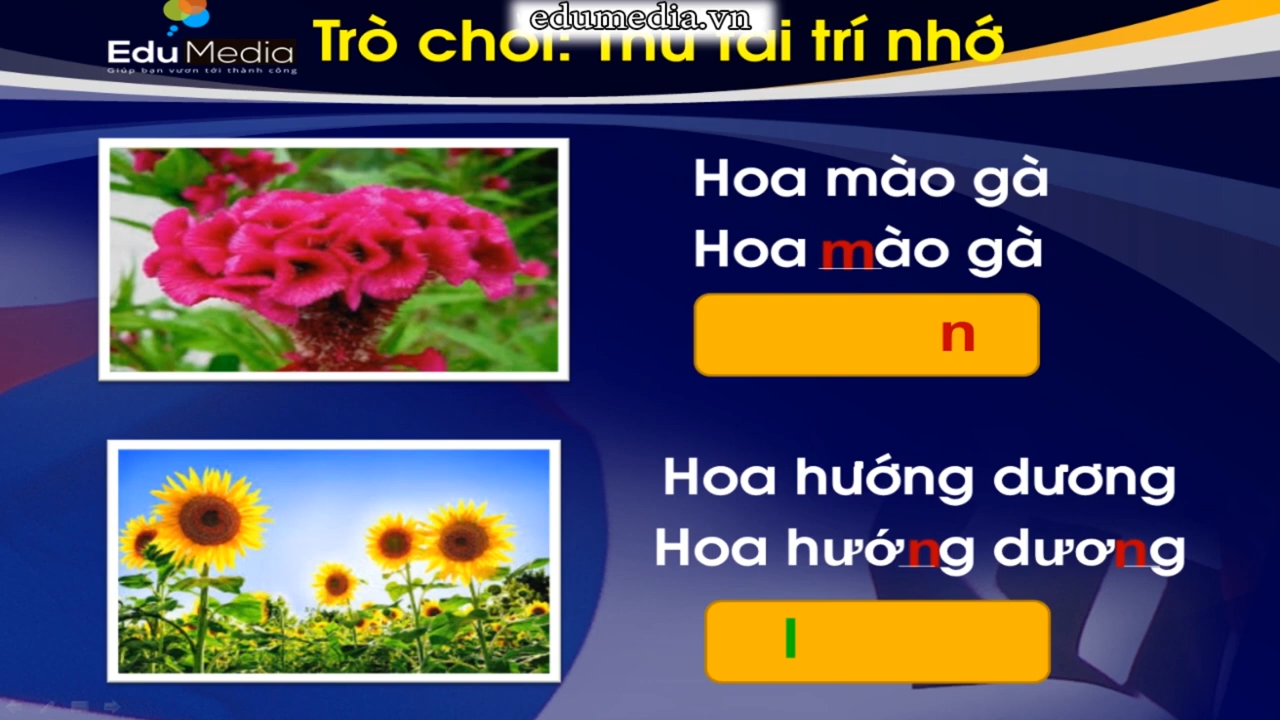 edumedia.vn
Edu Media
Giúp bạn vươn tới thành công
Trò chơi: Thử tài trí nhớ
Hoa mào gà
Hoa mào gà
n
Hoa hướng dương
Hoa hướng dương
l